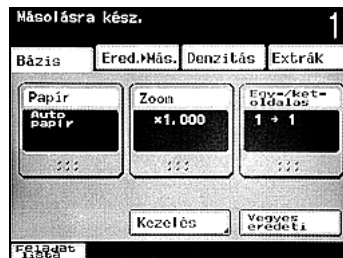 Másolásra kész.
1
Bázis
Ered.▸Más.
Denzitás
Extrák
Papír
Auto
papír
Zoom
×1.000
Egy-/két-
oldalas
1 → 1
Kezelés
Vegyes
eredeti
Feladat
lista